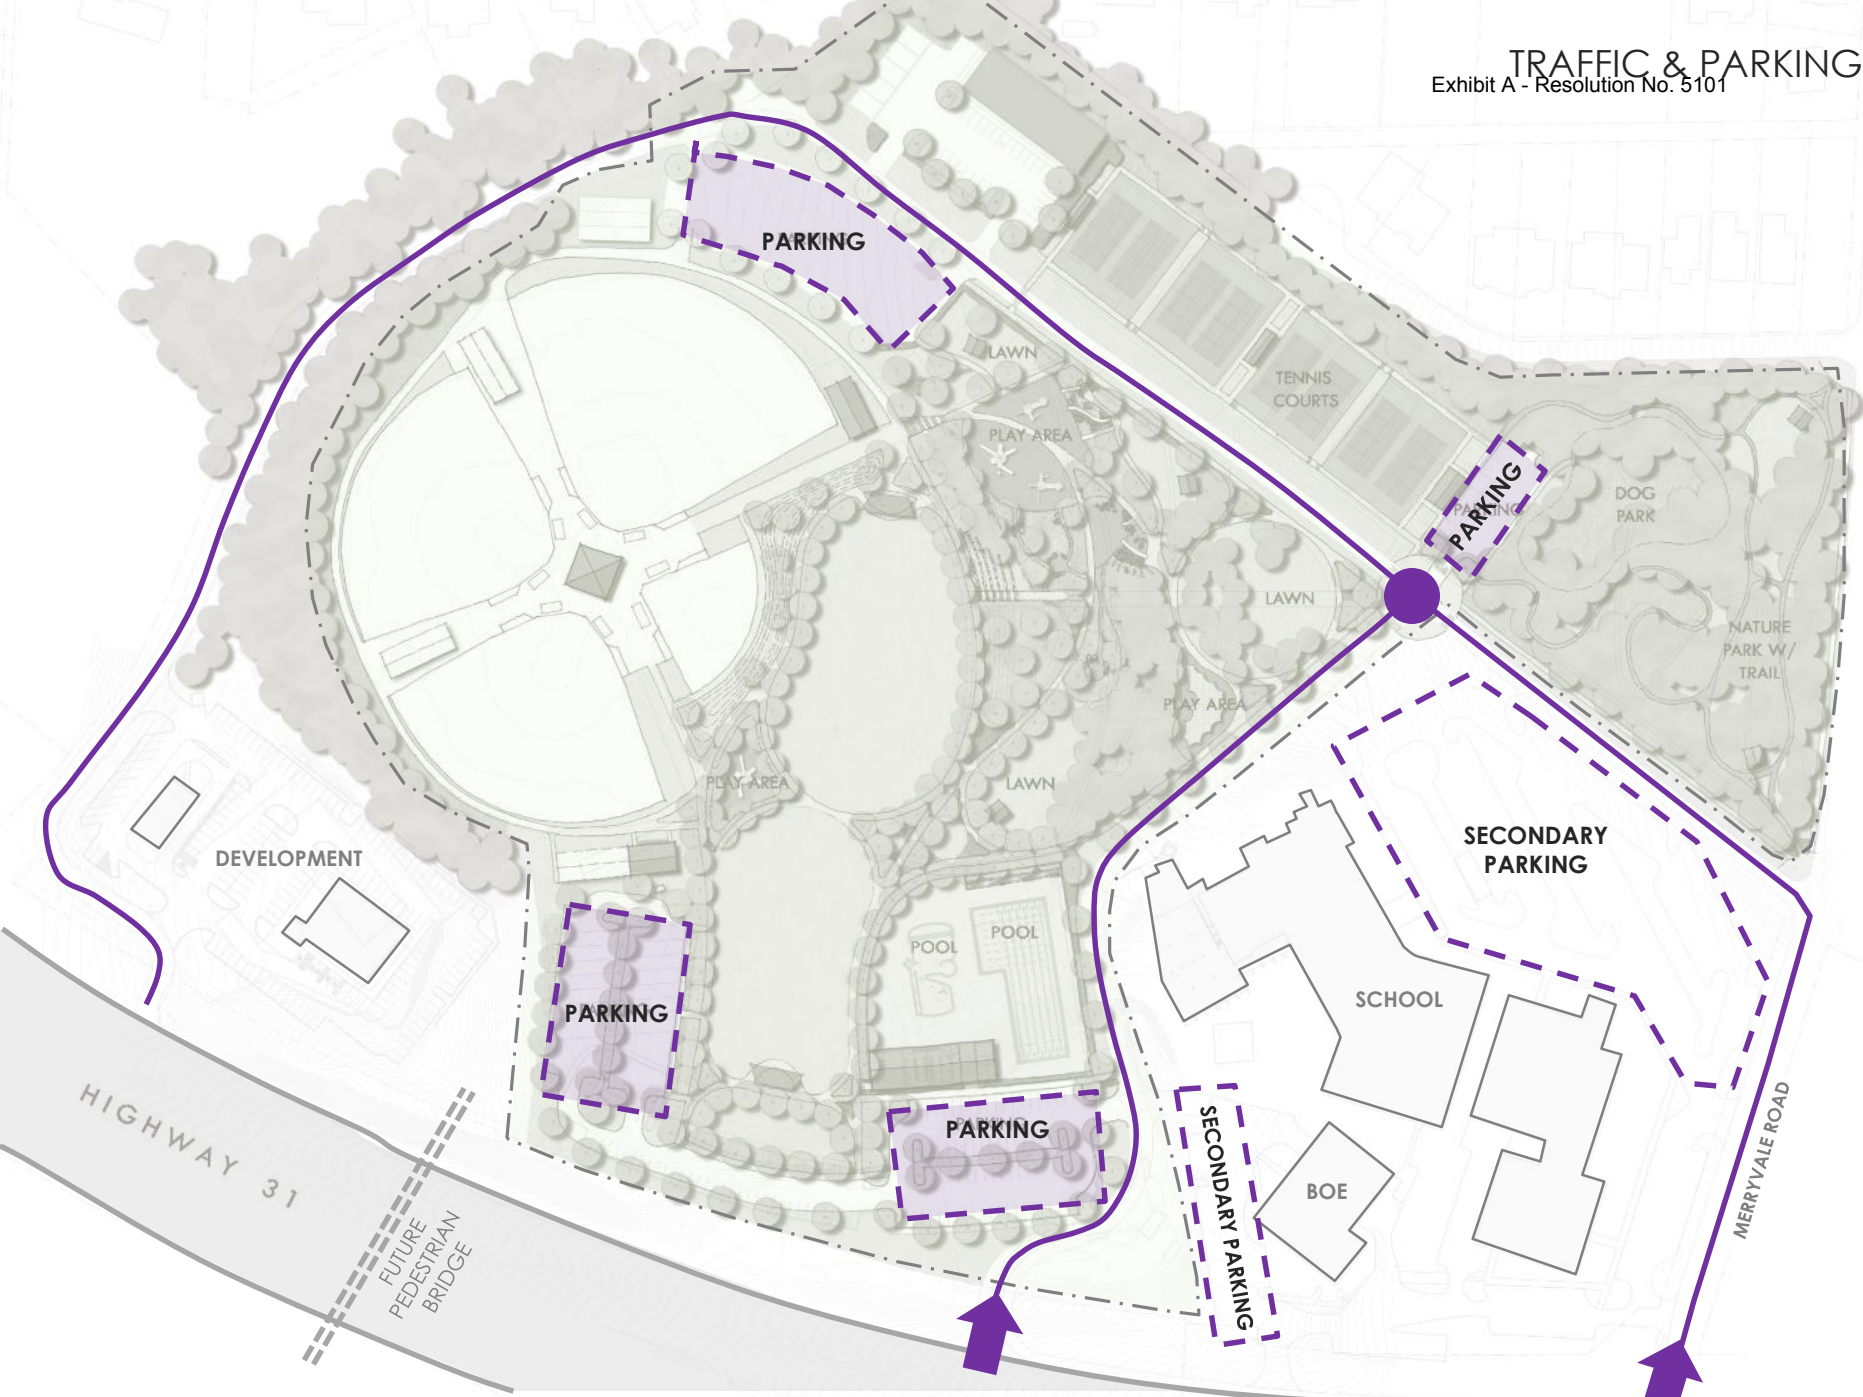 TRAFFIC & PARKING
Exhibit A - Resolution No. 5101
PARKING
LAWN
TENNIS
COURTS
PLAY AREA
PARKING
PARKING
DOG
PARK
LAWN
NATURE
PARK W/
TRAIL
PLAY AREA
PLAY AREA
LAWN
SECONDARY
PARKING
DEVELOPMENT
POOL
POOL
SCHOOL
PARKING
PARKING
SECONDARY PARKING
BOE
MERRYVALE ROAD
HIGHWAY 31
FUTURE
PEDESTRIAN
BRIDGE